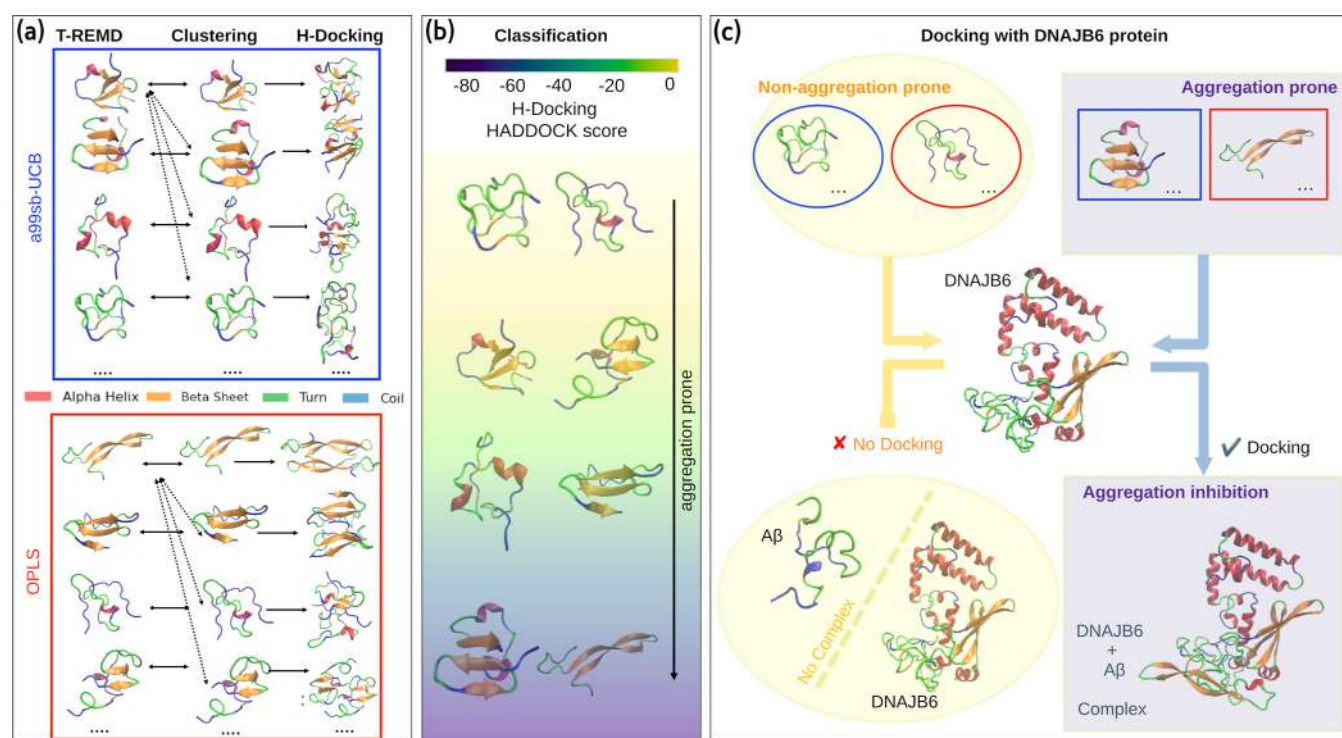 (a)
T-REMD Clustering H-Docking
a99sb-UCB
.... .... ....
Alpha Helix Beta Sheet Turn Coil
OPLS
.... .... ....
(b)
Classification
-80 -60 -40 -20 0
H-Docking
HADDOCK score
aggregation prone
(c)
Docking with DNAJB6 protein
Non-aggregation prone
... ...
Aggregation prone
... ...
DNAJB6
✘ No Docking
✔ Docking
Aβ
No Complex
DNAJB6
Aggregation inhibition
DNAJB6
+
Aβ
Complex